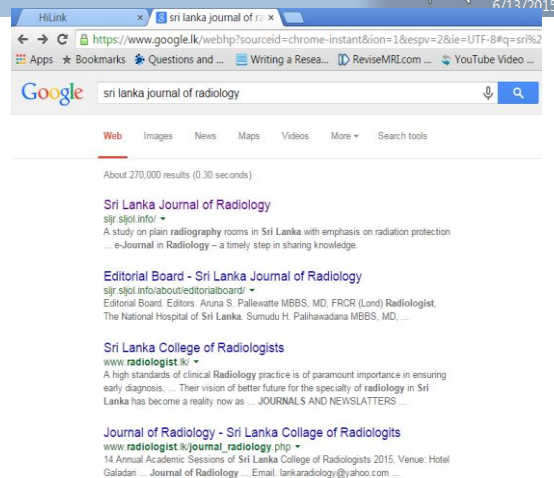 6/13/2015
HiLink × sri lanka journal of ra ×
https://www.google.lk/webhp?sourceid=chrome-instant&ion=1&espv=2&ie=UTF-8#q=sri%2
Apps Bookmarks Questions and ... Writing a Resea... ReviseMRI.com ... YouTube Video ...
Google sri lanka journal of radiology
Web Images News Maps Videos More Search tools
About 270,000 results (0.30 seconds)
Sri Lanka Journal of Radiology
sljr.sljol.info/
A study on plain radiography rooms in Sri Lanka with emphasis on radiation protection
... e-Journal in Radiology – a timely step in sharing knowledge.
Editorial Board - Sri Lanka Journal of Radiology
sljr.sljol.info/about/editorialboard/
Editorial Board. Editors. Aruna S. Pallewatte MBBS, MD, FRCR (Lond) Radiologist,
The National Hospital of Sri Lanka. Sumudu H. Palihawadana MBBS, MD, ...
Sri Lanka College of Radiologists
www.radiologist.lk/
A high standards of clinical Radiology practice is of paramount importance in ensuring
early diagnosis, ... Their vision of better future for the specialty of radiology in Sri
Lanka has become a reality now as ... JOURNALS AND NEWSLATTERS ...
Journal of Radiology - Sri Lanka Collage of Radiologits
www.radiologist.lk/journal_radiology.php
14 Annual Academic Sessions of Sri Lanka College of Radiologists 2015. Venue: Hotel
Galadari ... Journal of Radiology ... Email. lankaradiology@yahoo.com ...